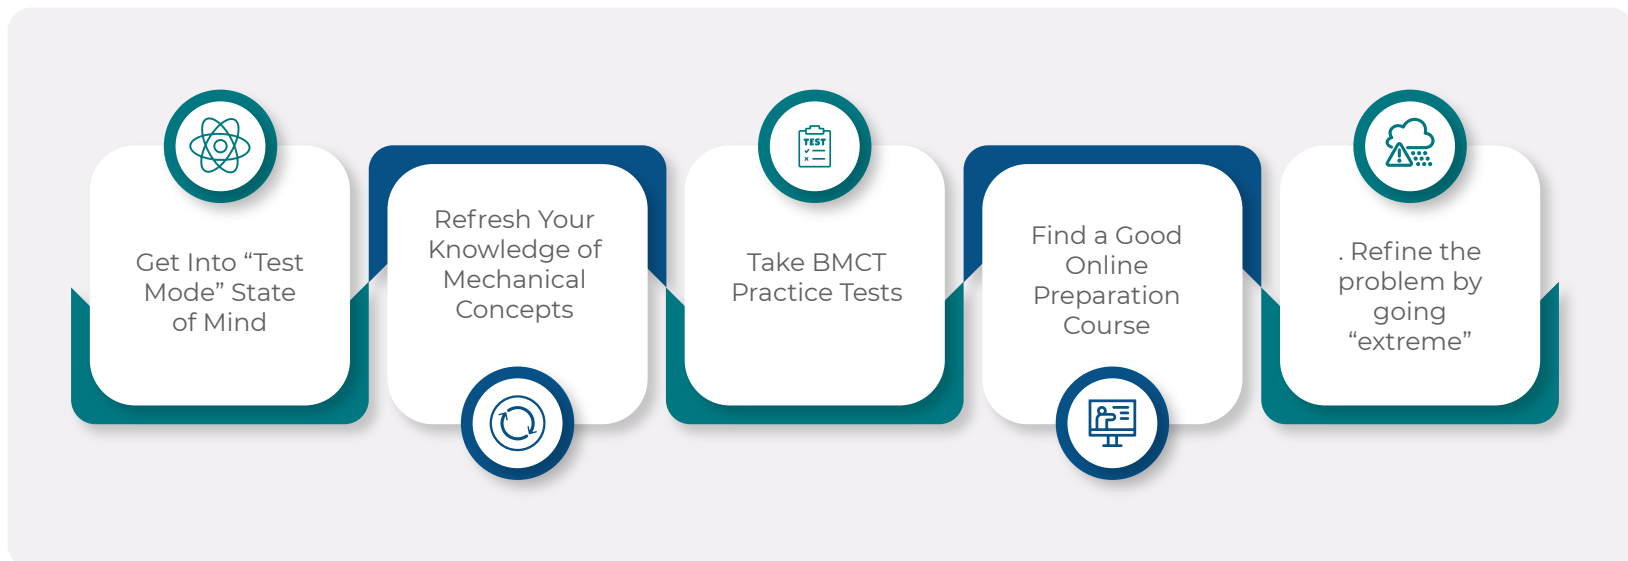 Get Into “Test
Mode” State
of Mind
Refresh Your
Knowledge of
Mechanical
Concepts
TEST
Take BMCT
Practice Tests
Find a Good
Online
Preparation
Course
. Refine the
problem by
going
“extreme”